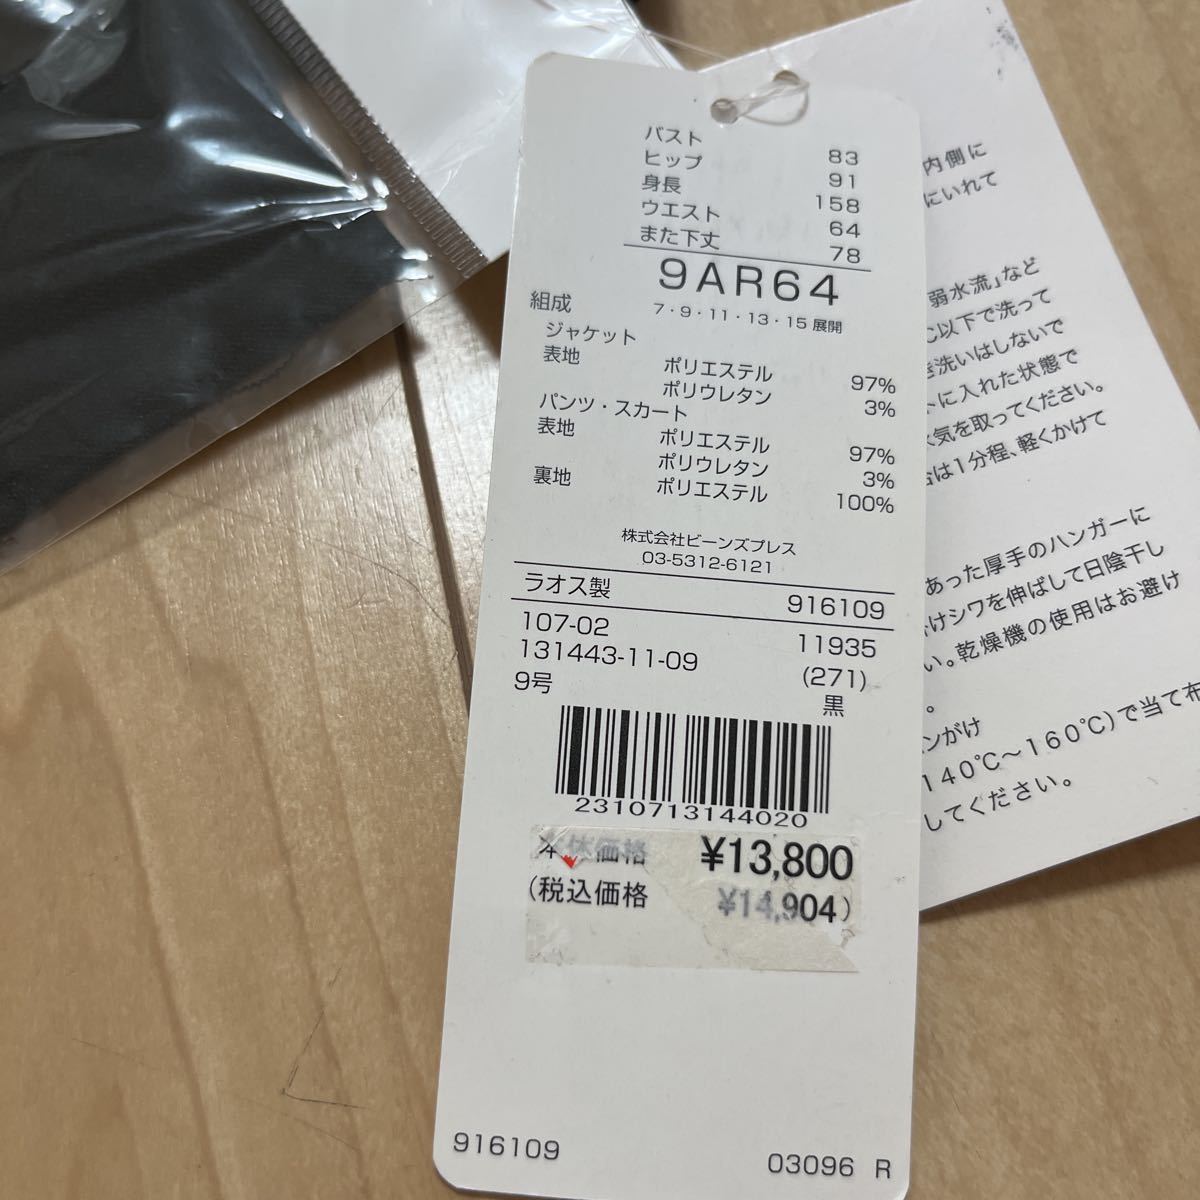 バスト 83
ヒップ 91
身長 158
ウエスト 64
また下丈 78
9AR64
7・9・11・13・15 展開
組成
ジャケット
表地 ポリエステル 97%
ポリウレタン 3%
パンツ・スカート
表地 ポリエステル 97%
ポリウレタン 3%
裏地 ポリエステル 100%
株式会社ビーンズプレス
03-5312-6121
ラオス製 916109
107-02 11935
131443-11-09 (271)
9号 黒
2310713144020
本体価格 ¥13,800
(税込価格 ¥14,904)
916109 03096 R
内側に
にいれて
弱水流」など
以下で洗って
洗いはしないで
に入れた状態で
気を取ってください。
は1分程、軽くかけて
あった厚手のハンガーに
けシワを伸ばして日陰干し
い。乾燥機の使用はお避け
。
ンがけ
140℃～160℃)で当て布
してください。